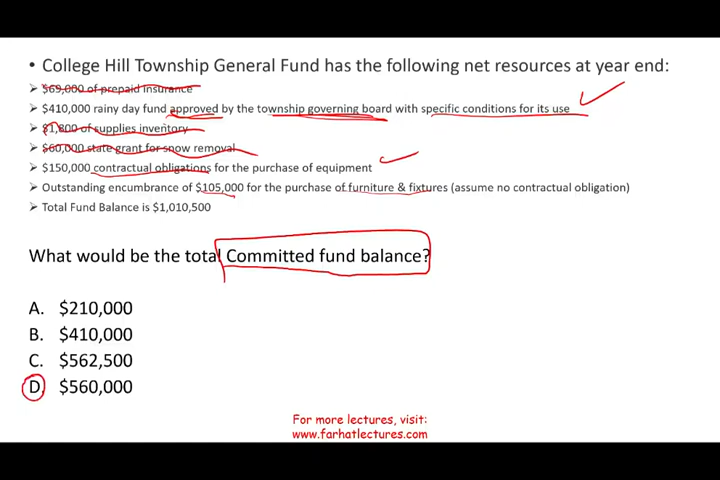 • College Hill Township General Fund has the following net resources at year end:
➤ $69,000 of prepaid insurance
➤ $410,000 rainy day fund approved by the township governing board with specific conditions for its use
➤ $1,800 of supplies inventory
➤ $60,000 state grant for snow removal
➤ $150,000 contractual obligations for the purchase of equipment
➤ Outstanding encumbrance of $105,000 for the purchase of furniture & fixtures (assume no contractual obligation)
➤ Total Fund Balance is $1,010,500
What would be the total Committed fund balance?
A. $210,000
B. $410,000
C. $562,500
D. $560,000
For more lectures, visit:
www.farhatlectures.com